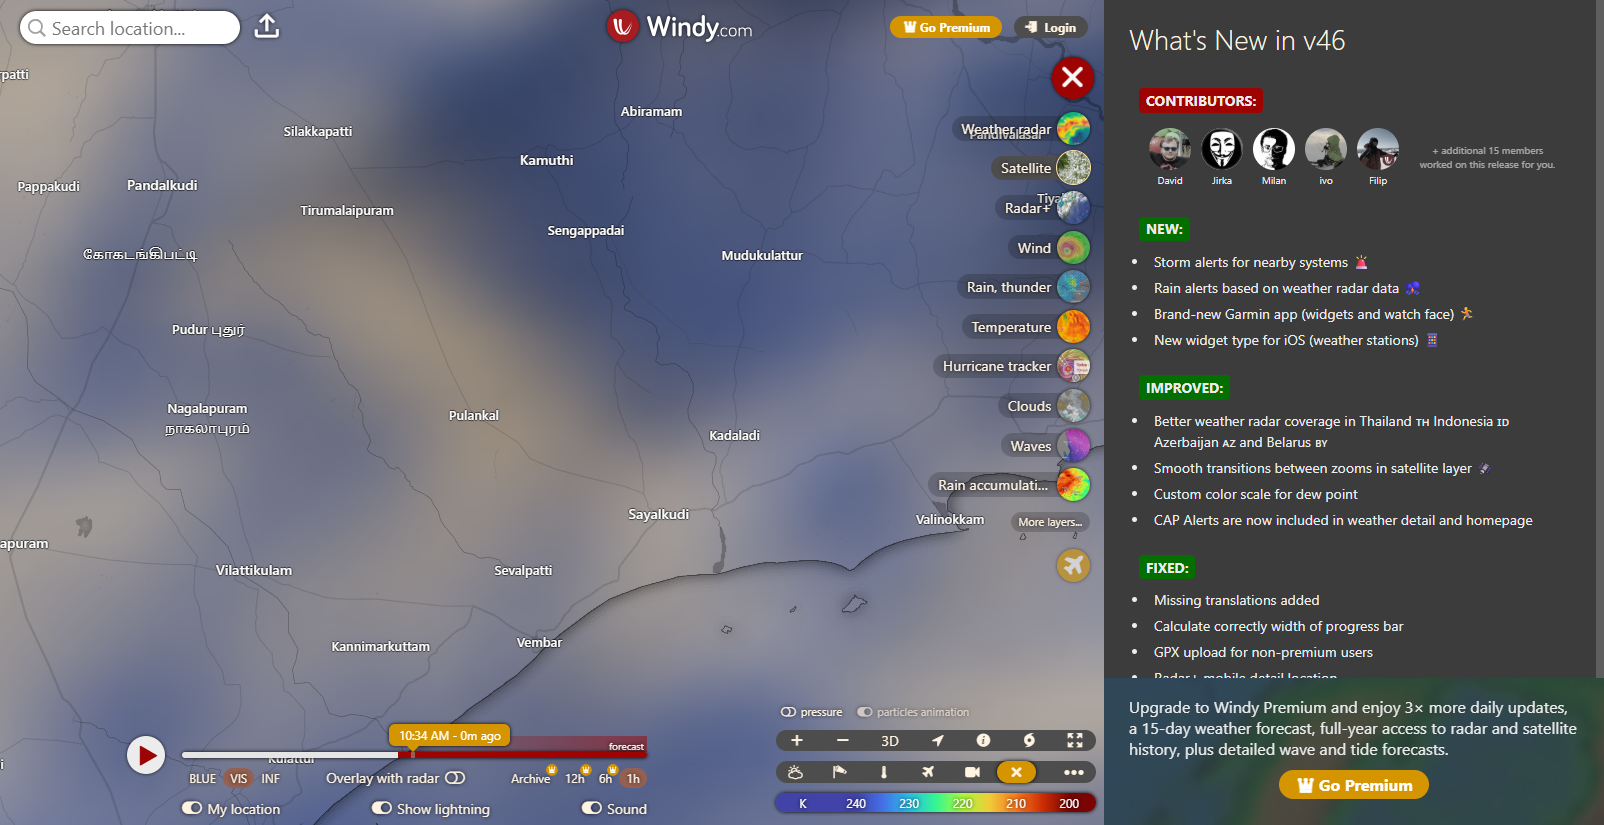 Search location...
Windy.com
Go Premium
Login
rpatti
Abiramam
Silakkapatti
Weather radar
Pandivalasai
Kamuthi
Satellite
Pappakudi
Pandalkudi
Tirumalaipuram
Tiya
Radar+
Sengappadai
Wind
கோகடங்கிபட்டி
Mudukulattur
Rain, thunder
Pudur புதூர்
Temperature
Hurricane tracker
Nagalapuram
நாகலாபுரம்
Pulankal
Clouds
Kadaladi
Waves
Rain accumulati...
Sayalkudi
Valinokkam
More layers...
apuram
Vilattikulam
Sevalpatti
Kannimarkuttam
Vembar
pressure
particles animation
10:34 AM - 0m ago
forecast
Kulattur
3D
BLUE VIS INF
Overlay with radar
Archive 12h 6h 1h
My location
Show lightning
Sound
K 240 230 220 210 200
What's New in v46
CONTRIBUTORS:
David Jirka Milan ivo Filip
+ additional 15 members
worked on this release for you.
NEW:
• Storm alerts for nearby systems 🚨
• Rain alerts based on weather radar data
• Brand-new Garmin app (widgets and watch face) 🏃
• New widget type for iOS (weather stations)
IMPROVED:
• Better weather radar coverage in Thailand TH Indonesia ID
Azerbaijan AZ and Belarus BY
• Smooth transitions between zooms in satellite layer 🛰
• Custom color scale for dew point
• CAP Alerts are now included in weather detail and homepage
FIXED:
• Missing translations added
• Calculate correctly width of progress bar
• GPX upload for non-premium users
• Radar+ mobile detail location
Upgrade to Windy Premium and enjoy 3× more daily updates,
a 15-day weather forecast, full-year access to radar and satellite
history, plus detailed wave and tide forecasts.
Go Premium